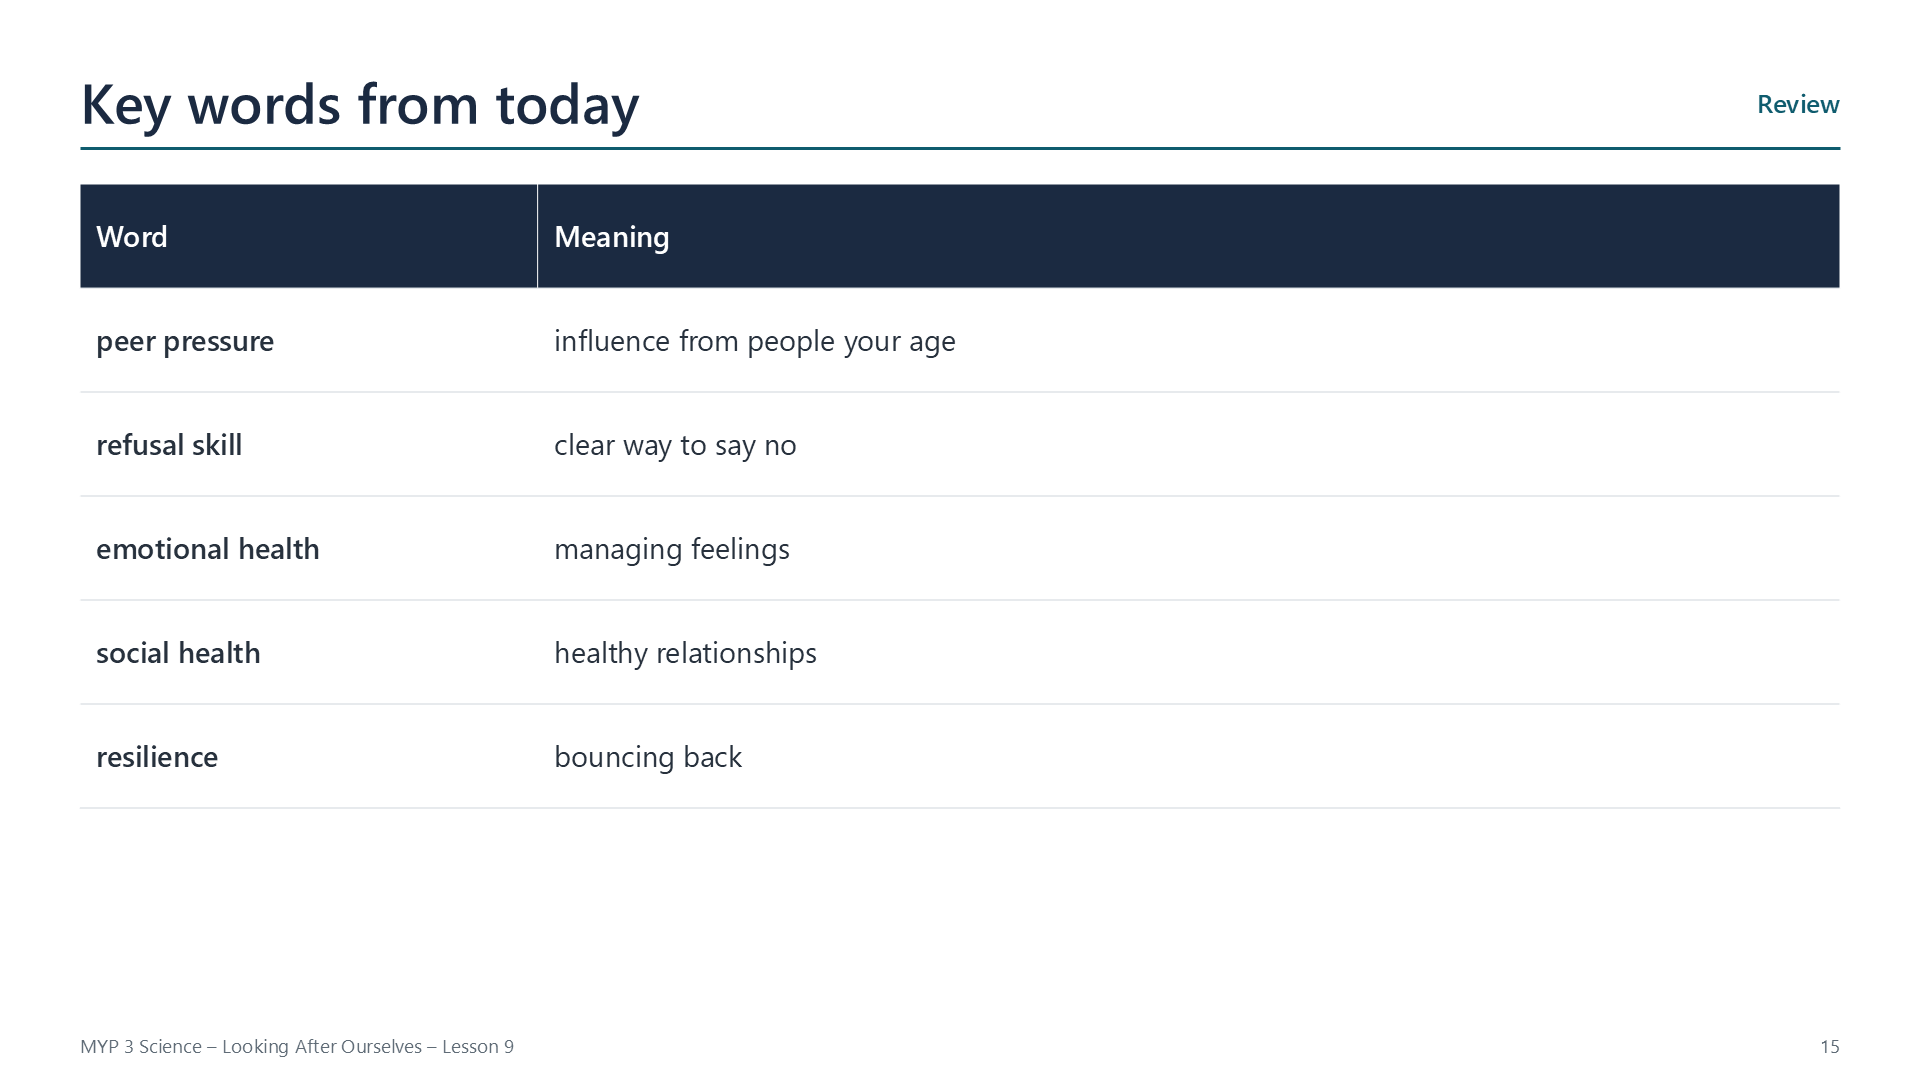 Key words from today
Review
Word Meaning
peer pressure influence from people your age
refusal skill clear way to say no
emotional health managing feelings
social health healthy relationships
resilience bouncing back
MYP 3 Science – Looking After Ourselves – Lesson 9
15